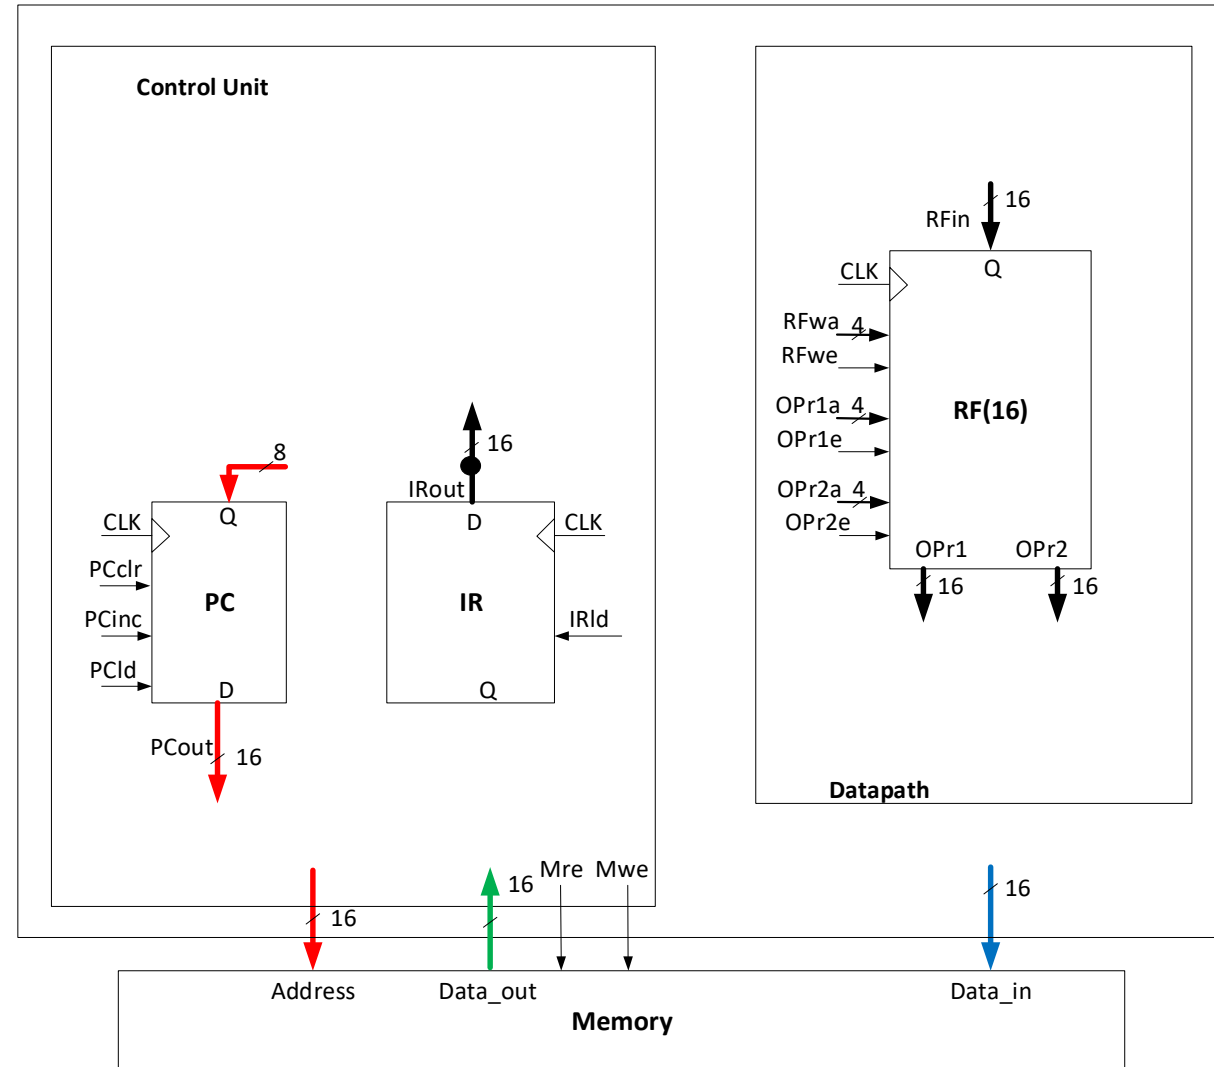 Control Unit
16
RFin
Q
CLK
RFwa 4
RFwe
OPr1a 4
OPr1e
OPr2a 4
OPr2e
RF(16)
OPr1 OPr2
16 16
Datapath
8
Q
CLK
PCclr
PCinc
PCld
PC
D
PCout
16
16
IRout
D
CLK
IR
IRld
Q
16
16
Mre
Mwe
16
Address
Data_out
Data_in
Memory